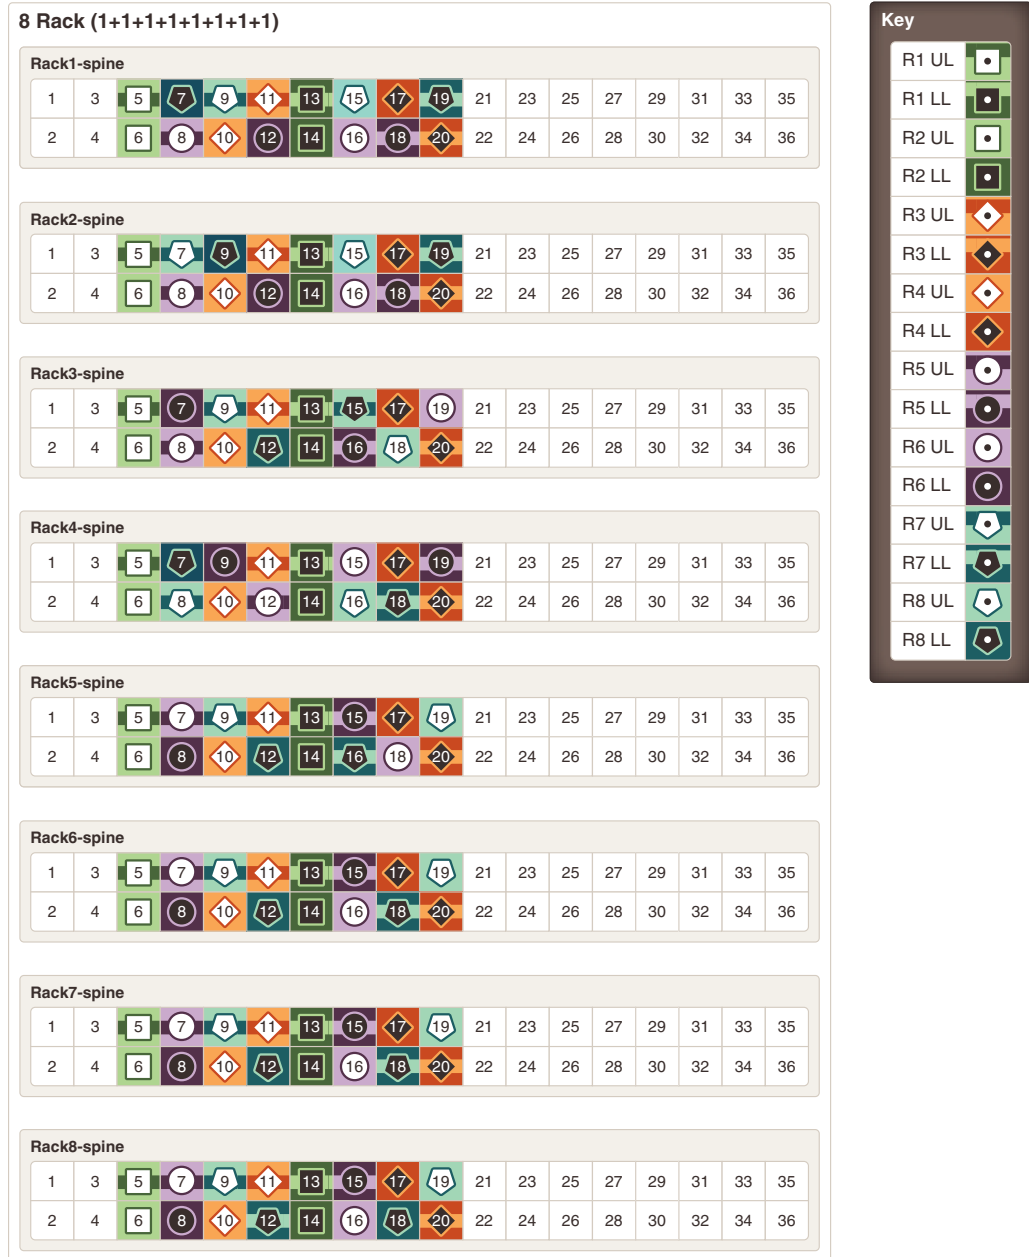 8 Rack (1+1+1+1+1+1+1+1)
Rack1-spine
1 3 5 7 9 11 13 15 17 19 21 23 25 27 29 31 33 35
2 4 6 8 10 12 14 16 18 20 22 24 26 28 30 32 34 36
Rack2-spine
1 3 5 7 9 11 13 15 17 19 21 23 25 27 29 31 33 35
2 4 6 8 10 12 14 16 18 20 22 24 26 28 30 32 34 36
Rack3-spine
1 3 5 7 9 11 13 15 17 19 21 23 25 27 29 31 33 35
2 4 6 8 10 12 14 16 18 20 22 24 26 28 30 32 34 36
Rack4-spine
1 3 5 7 9 11 13 15 17 19 21 23 25 27 29 31 33 35
2 4 6 8 10 12 14 16 18 20 22 24 26 28 30 32 34 36
Rack5-spine
1 3 5 7 9 11 13 15 17 19 21 23 25 27 29 31 33 35
2 4 6 8 10 12 14 16 18 20 22 24 26 28 30 32 34 36
Rack6-spine
1 3 5 7 9 11 13 15 17 19 21 23 25 27 29 31 33 35
2 4 6 8 10 12 14 16 18 20 22 24 26 28 30 32 34 36
Rack7-spine
1 3 5 7 9 11 13 15 17 19 21 23 25 27 29 31 33 35
2 4 6 8 10 12 14 16 18 20 22 24 26 28 30 32 34 36
Rack8-spine
1 3 5 7 9 11 13 15 17 19 21 23 25 27 29 31 33 35
2 4 6 8 10 12 14 16 18 20 22 24 26 28 30 32 34 36
Key
R1 UL
R1 LL
R2 UL
R2 LL
R3 UL
R3 LL
R4 UL
R4 LL
R5 UL
R5 LL
R6 UL
R6 LL
R7 UL
R7 LL
R8 UL
R8 LL